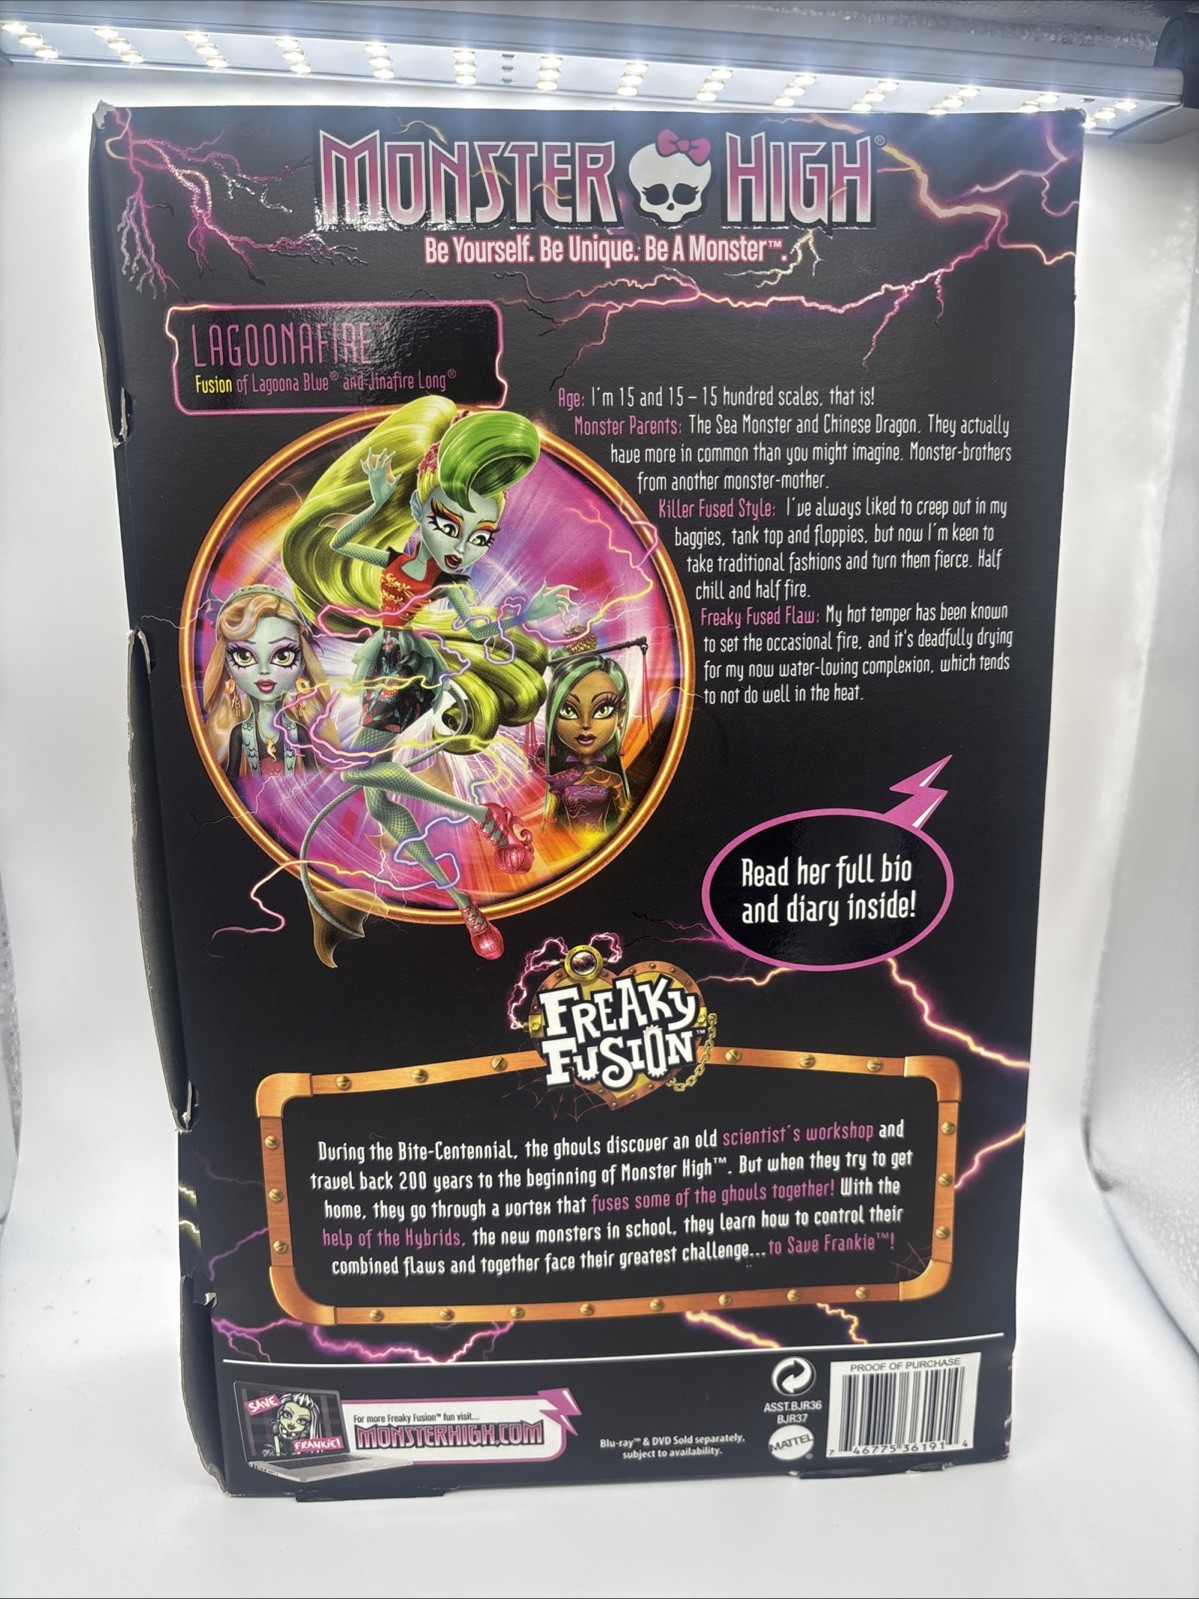 MONSTER HIGH®
Be Yourself. Be Unique. Be A Monster™.
LAGOONAFIRE™
Fusion of Lagoona Blue® and Jinafire Long®
Age: I'm 15 and 15 – 15 hundred scales, that is!
Monster Parents: The Sea Monster and Chinese Dragon. They actually
have more in common than you might imagine. Monster-brothers
from another monster-mother.
Killer Fused Style: I've always liked to creep out in my
baggies, tank top and floppies, but now I'm keen to
take traditional fashions and turn them fierce. Half
chill and half fire.
Freaky Fused Flaw: My hot temper has been known
to set the occasional fire, and it's deadfully drying
for my now water-loving complexion, which tends
to not do well in the heat.
Read her full bio
and diary inside!
FREAKY
FUSION™
During the Bite-Centennial, the ghouls discover an old scientist's workshop and
travel back 200 years to the beginning of Monster High™. But when they try to get
home, they go through a vortex that fuses some of the ghouls together! With the
help of the Hybrids, the new monsters in school, they learn how to control their
combined flaws and together face their greatest challenge...to Save Frankie™!
SAVE
FRANKIE!
For more Freaky Fusion™ fun visit...
MONSTERHIGH.COM
Blu-ray™ & DVD Sold separately,
subject to availability.
ASST.BJR36
BJR37
MATTEL
PROOF OF PURCHASE
7 46775 36191 4